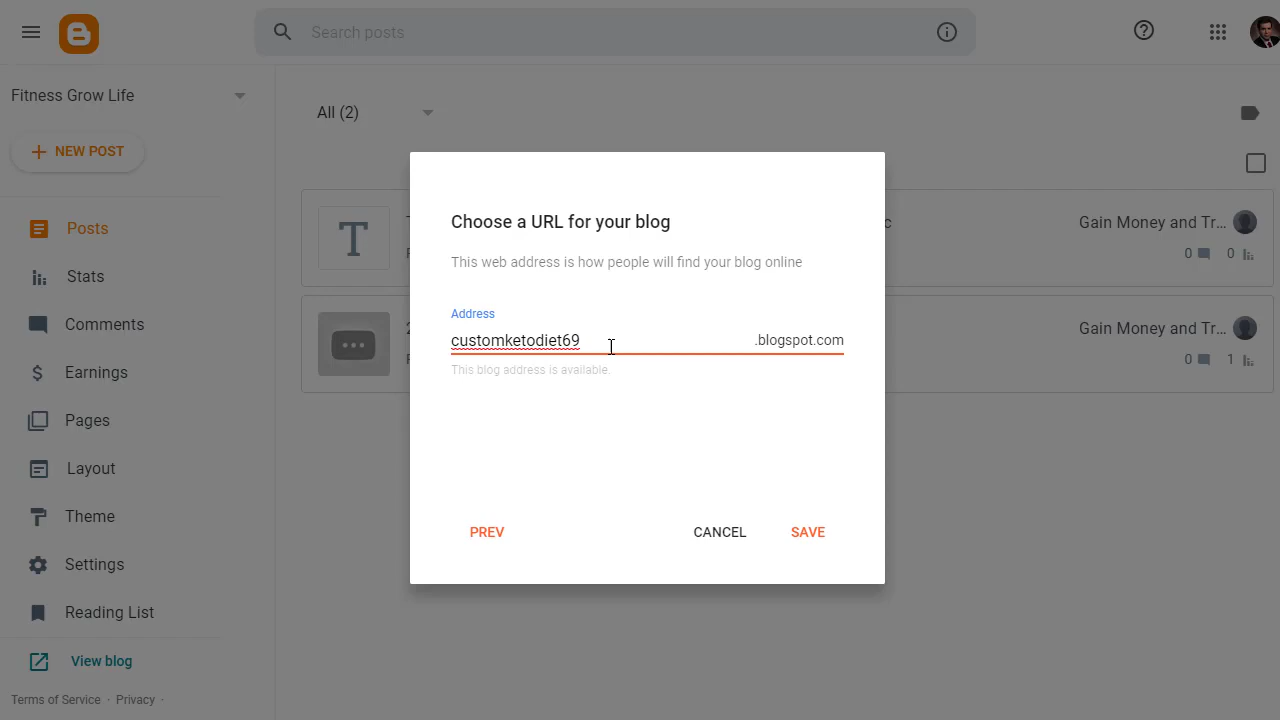 Search posts
Fitness Grow Life
All (2)
NEW POST
Choose a URL for your blog
This web address is how people will find your blog online
Address
customketodiet69 .blogspot.com
This blog address is available.
PREV CANCEL SAVE
Posts
Stats
Comments
Earnings
Pages
Layout
Theme
Settings
Reading List
View blog
Terms of Service · Privacy ·
T
Gain Money and Tr...
0 0
Gain Money and Tr...
0 1